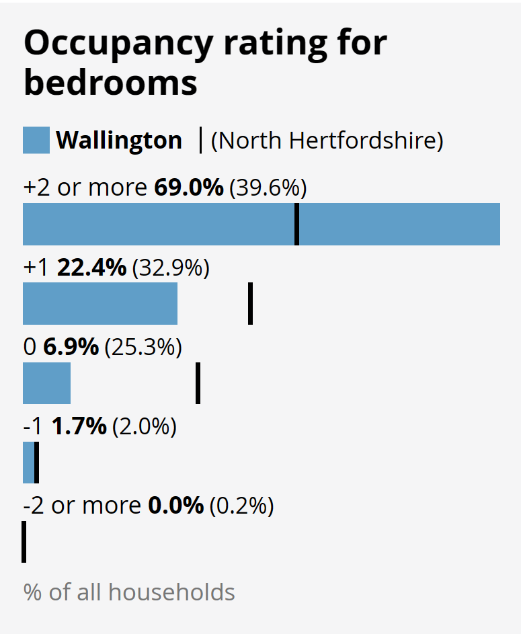 Occupancy rating for
bedrooms
Wallington (North Hertfordshire)
+2 or more 69.0% (39.6%)
+1 22.4% (32.9%)
0 6.9% (25.3%)
-1 1.7% (2.0%)
-2 or more 0.0% (0.2%)
% of all households